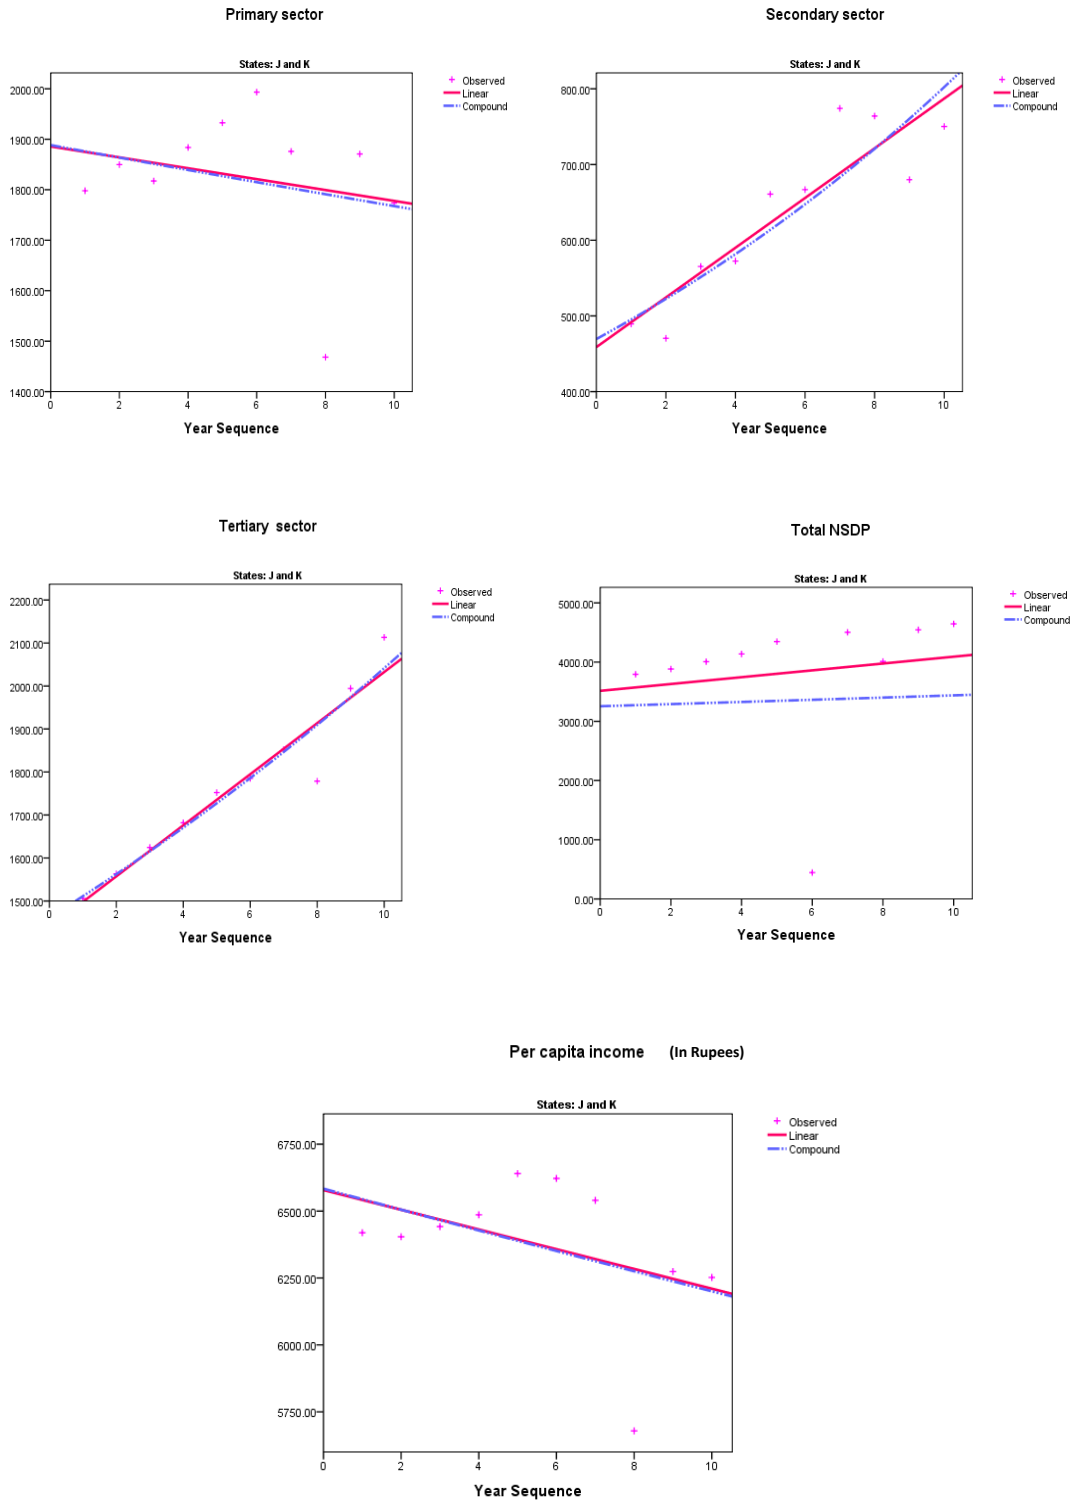 Primary sector
States: J and K
Observed
Linear
Compound
2000.00
1900.00
1800.00
1700.00
1600.00
1500.00
1400.00
0 2 4 6 8 10
Year Sequence
Secondary sector
States: J and K
Observed
Linear
Compound
800.00
700.00
600.00
500.00
400.00
0 2 4 6 8 10
Year Sequence
Tertiary sector
States: J and K
Observed
Linear
Compound
2200.00
2100.00
2000.00
1900.00
1800.00
1700.00
1600.00
1500.00
0 2 4 6 8 10
Year Sequence
Total NSDP
States: J and K
Observed
Linear
Compound
5000.00
4000.00
3000.00
2000.00
1000.00
0.00
0 2 4 6 8 10
Year Sequence
Per capita income (In Rupees)
States: J and K
Observed
Linear
Compound
6750.00
6500.00
6250.00
6000.00
5750.00
0 2 4 6 8 10
Year Sequence